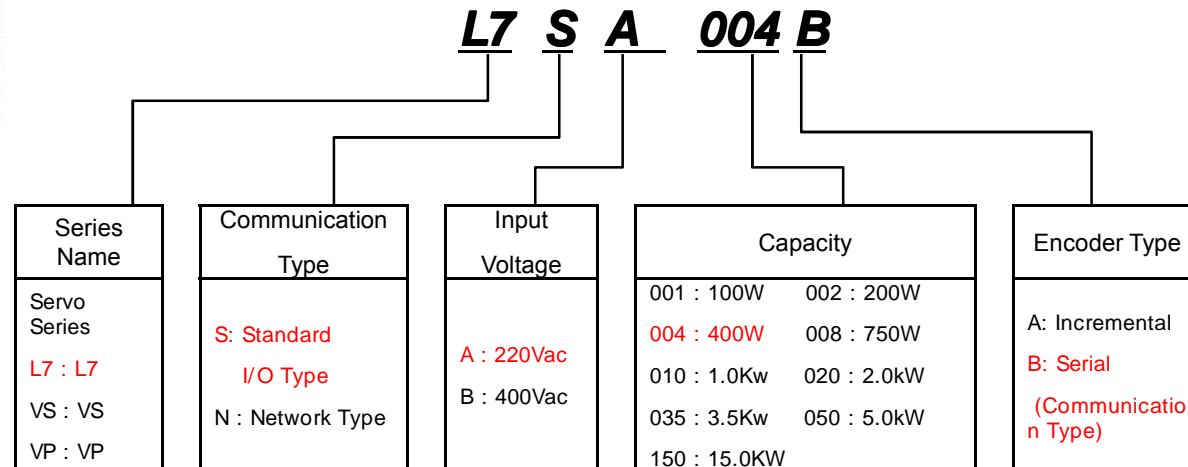 L7 S A 004 B
Series
Name
Servo
Series
L7 : L7
VS : VS
VP : VP
Communication
Type
S: Standard
I/O Type
N : Network Type
Input
Voltage
A : 220Vac
B : 400Vac
Capacity
001 : 100W 002 : 200W
004 : 400W 008 : 750W
010 : 1.0Kw 020 : 2.0kW
035 : 3.5Kw 050 : 5.0kW
150 : 15.0KW
Encoder Type
A: Incremental
B: Serial
(Communicatio
n Type)